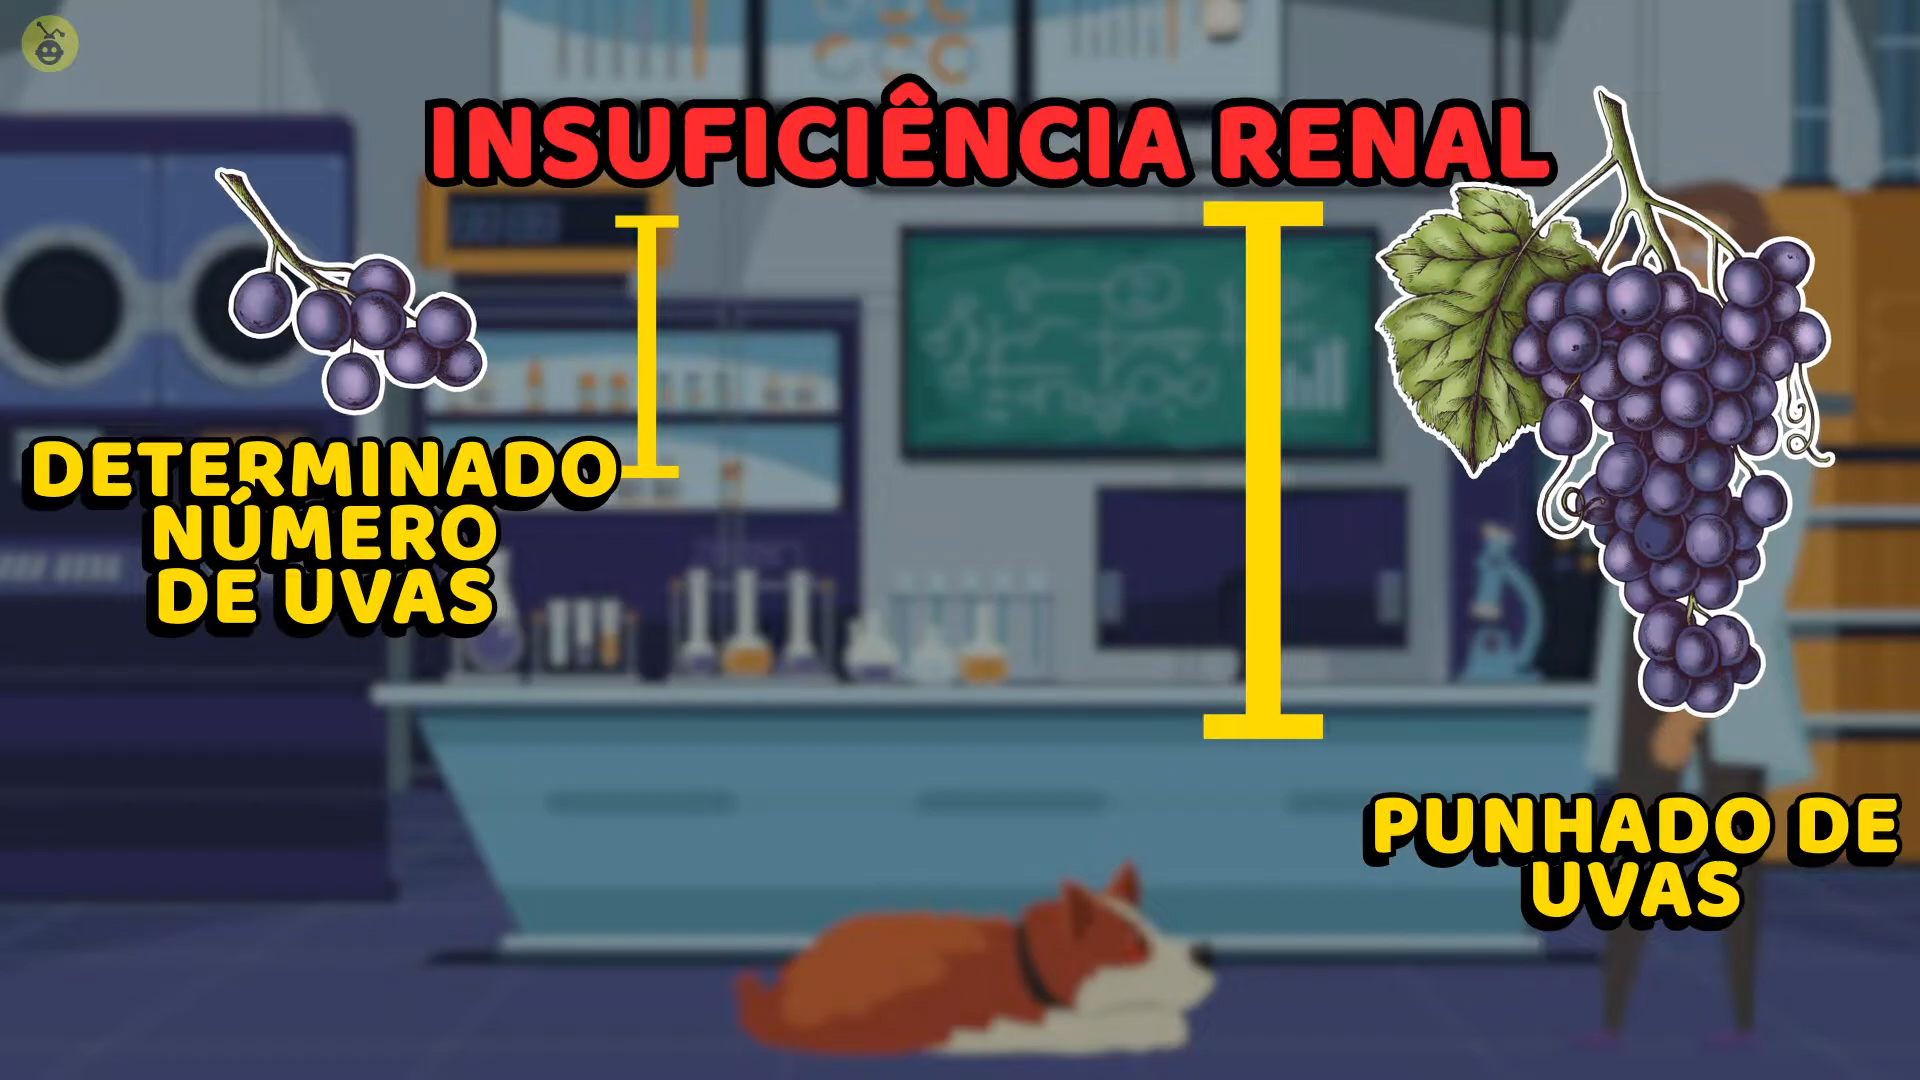 INSUFICIÊNCIA RENAL
DETERMINADO
NÚMERO
DE UVAS
PUNHADO DE
UVAS